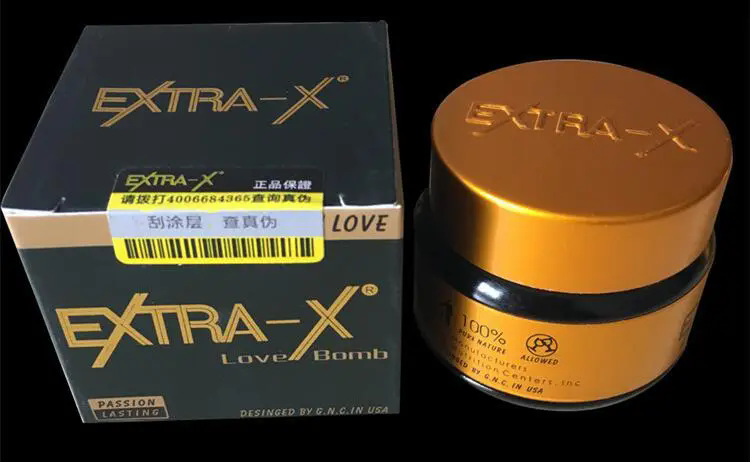 EXTRA-X®
EXTRA-X® 正品保證
请拨打4006684365查询真伪
刮涂层 查真伪
LOVE
EXTRA-X®
Love Bomb
PASSION
LASTING
DESINGED BY G.N.C.IN USA
EXTRA-X
100%
PURE NATURE
ALLOWED
Manufacturers
Nutrition Centers, Inc
DESINGED BY G.N.C. IN USA